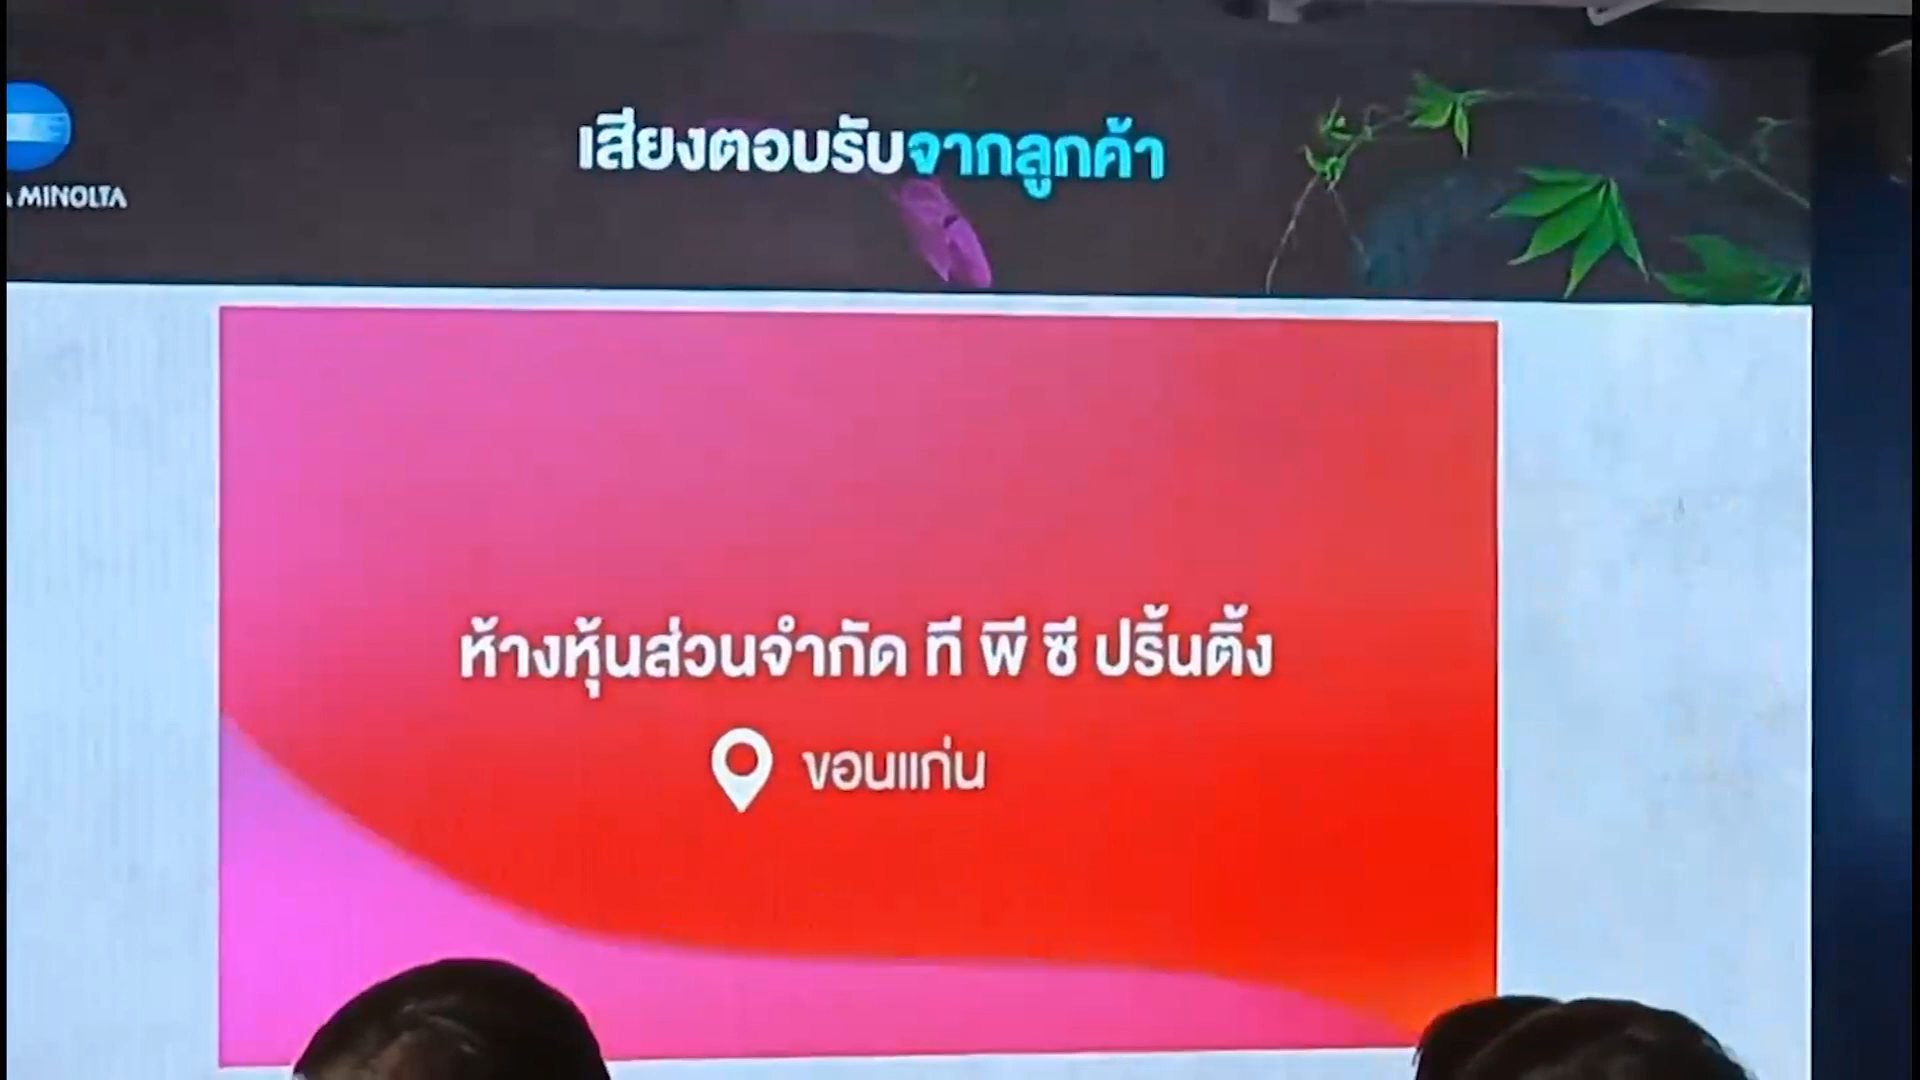 เสียงตอบรับจากลูกค้า
MINOLTA
ห้างหุ้นส่วนจำกัด ที พี ซี ปริ้นติ้ง
ขอนแก่น